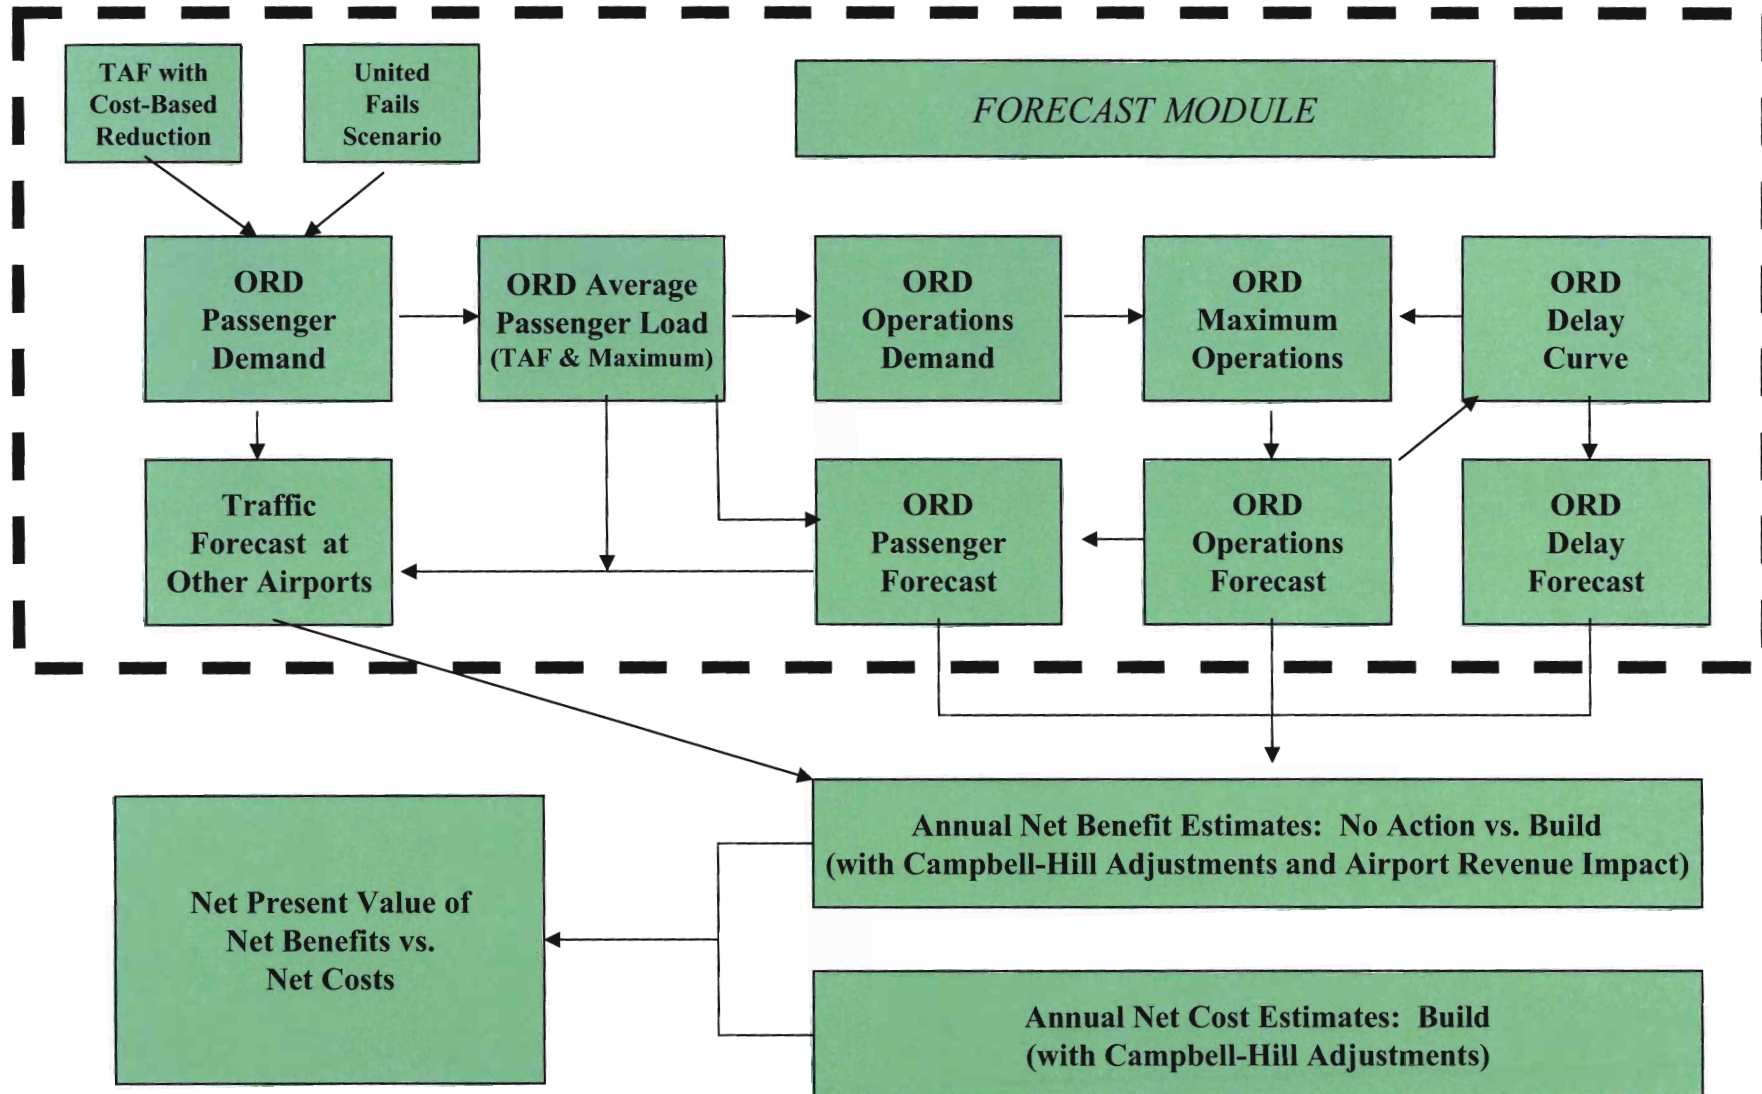 TAF with
Cost-Based
Reduction
United
Fails
Scenario
FORECAST MODULE
ORD
Passenger
Demand
ORD Average
Passenger Load
(TAF & Maximum)
ORD
Operations
Demand
ORD
Maximum
Operations
ORD
Delay
Curve
Traffic
Forecast at
Other Airports
ORD
Passenger
Forecast
ORD
Operations
Forecast
ORD
Delay
Forecast
Annual Net Benefit Estimates: No Action vs. Build
(with Campbell-Hill Adjustments and Airport Revenue Impact)
Net Present Value of
Net Benefits vs.
Net Costs
Annual Net Cost Estimates: Build
(with Campbell-Hill Adjustments)